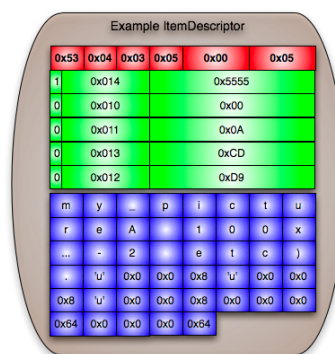 Example ItemDescriptor
0x53 0x04 0x03 0x05 0x00 0x05
1 0x014 0x5555
0 0x010 0x00
0 0x011 0x0A
0 0x013 0xCD
0 0x012 0xD9
m y _ p i c t u
r e A - 1 0 0 x
... - 2 e t c )
. 'u' 0x0 0x0 0x8 'u' 0x0 0x0
0x8 'u' 0x0 0x0 0x8 0x0 0x0 0x0
0x64 0x0 0x0 0x0 0x64